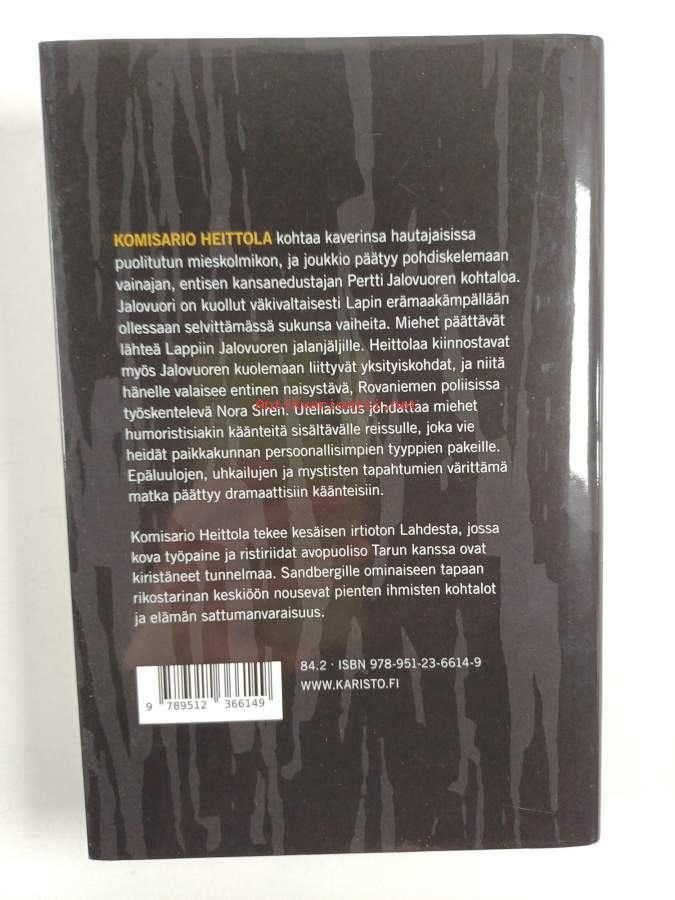 KOMISARIO HEITTOLA kohtaa kaverinsa hautajaisissa
puolitutun mieskolmikon, ja joukkio päätyy pohdiskelemaan
vainajan, entisen kansanedustajan Pertti Jalovuoren kohtaloa.
Jalovuori on kuollut väkivaltaisesti Lapin erämaakämpällään
ollessaan selvittämässä sukunsa vaiheita. Miehet päättävät
lähteä Lappiin Jalovuoren jalanjäljille. Heittolaa kiinnostavat
myös Jalovuoren kuolemaan liittyvät yksityiskohdat, ja niitä
hänelle valaisee entinen naisystävä, Rovaniemen poliisissa
työskentelevä Nora Siren. Uteliaisuus johdattaa miehet
humoristisiakin käänteitä sisältävälle reissulle, joka vie
heidät paikkakunnan persoonallisimpien tyyppien pakeille.
Epäluulojen, uhkailujen ja mystisten tapahtumien värittämä
matka päättyy dramaattisiin käänteisiin.
Komisario Heittola tekee kesäisen irtioton Lahdesta, jossa
kova työpaine ja ristiriidat avopuoliso Tarun kanssa ovat
kiristäneet tunnelmaa. Sandbergille ominaiseen tapaan
rikostarinan keskiöön nousevat pienten ihmisten kohtalot
ja elämän sattumanvaraisuus.
84.2 · ISBN 978-951-23-6614-9
WWW.KARISTO.FI
9 789512 366149